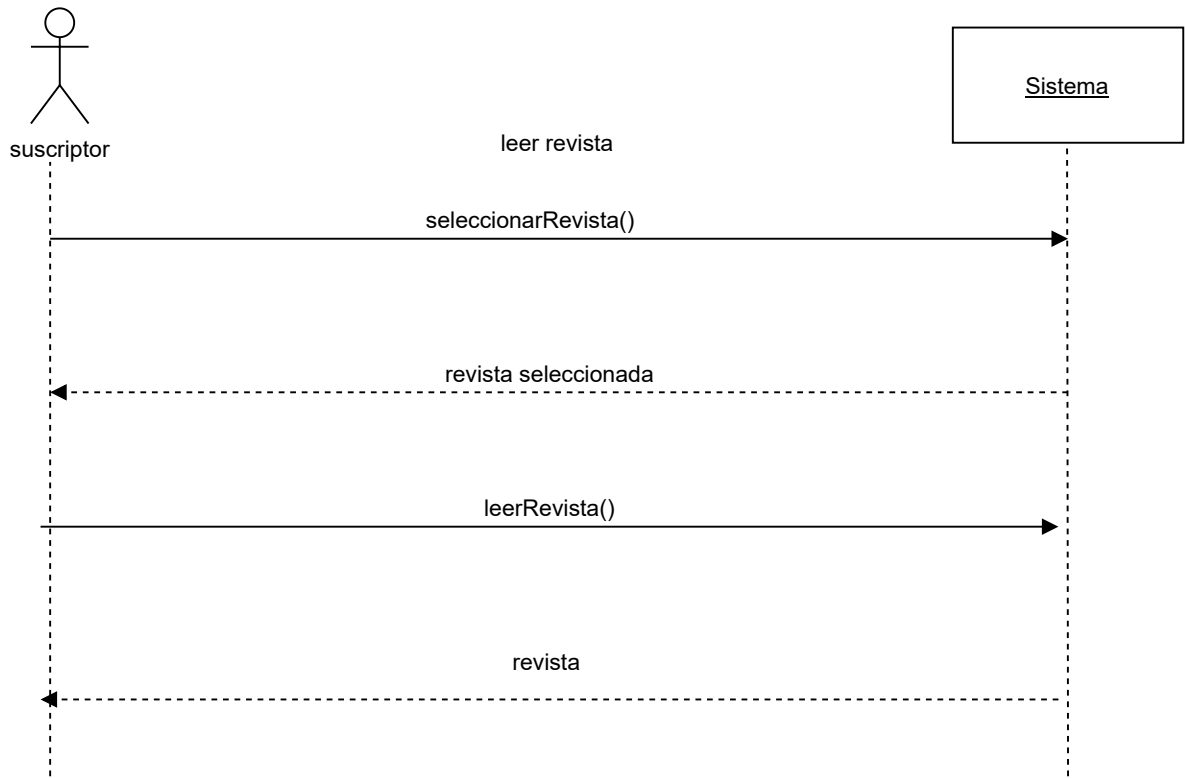 Sistema
suscriptor
leer revista
seleccionarRevista()
revista seleccionada
leerRevista()
revista